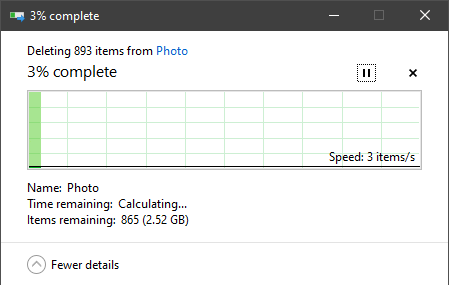 3% complete
Deleting 893 items from Photo
3% complete
Speed: 3 items/s
Name: Photo
Time remaining: Calculating...
Items remaining: 865 (2.52 GB)
Fewer details